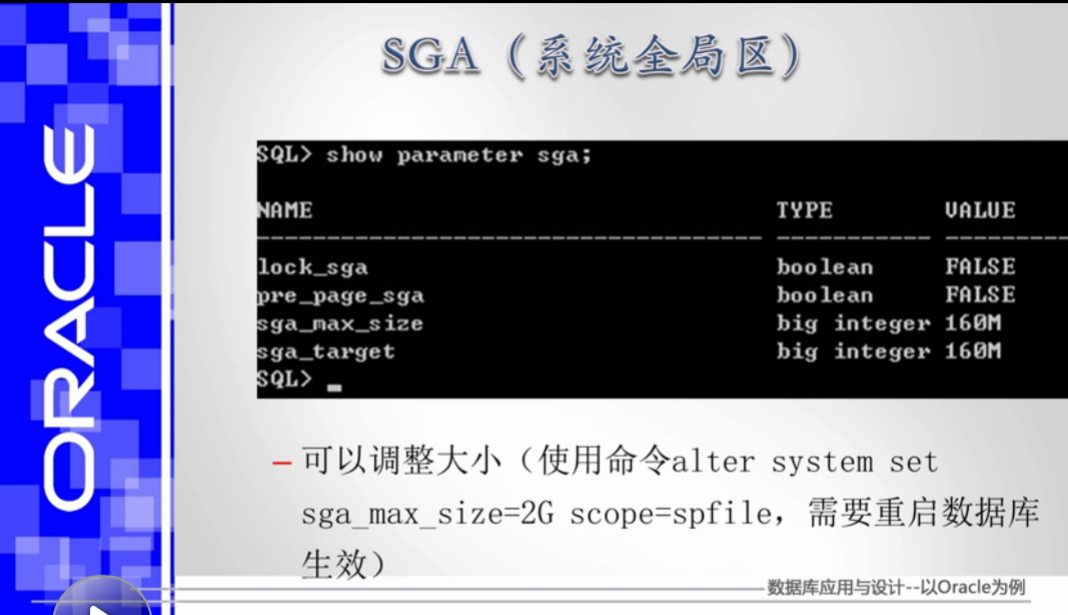 ORACLE
SGA（系统全局区）
SQL> show parameter sga;
NAME TYPE VALUE
------------------------------------ ----------- --------
lock_sga boolean FALSE
pre_page_sga boolean FALSE
sga_max_size big integer 160M
sga_target big integer 160M
SQL> _
– 可以调整大小（使用命令alter system set
sga_max_size=2G scope=spfile，需要重启数据库
生效）
数据库应用与设计--以Oracle为例